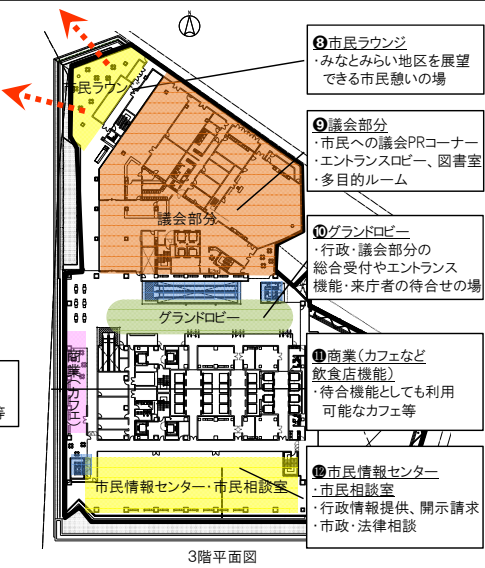 ❽市民ラウンジ
・みなとみらい地区を展望
できる市民憩いの場
市民ラウン
❾議会部分
・市民への議会PRコーナー
・エントランスロビー、図書室
・多目的ルーム
議会部分
❿グランドロビー
・行政・議会部分の
総合受付やエントランス
機能・来庁者の待合せの場
グランドロビー
⓫商業(カフェなど
飲食店機能)
・待合機能としても利用
可能なカフェ等
等
⓬市民情報センター
・市民相談室
・行政情報提供、開示請求
・市政・法律相談
市民情報センター・市民相談室
3階平面図